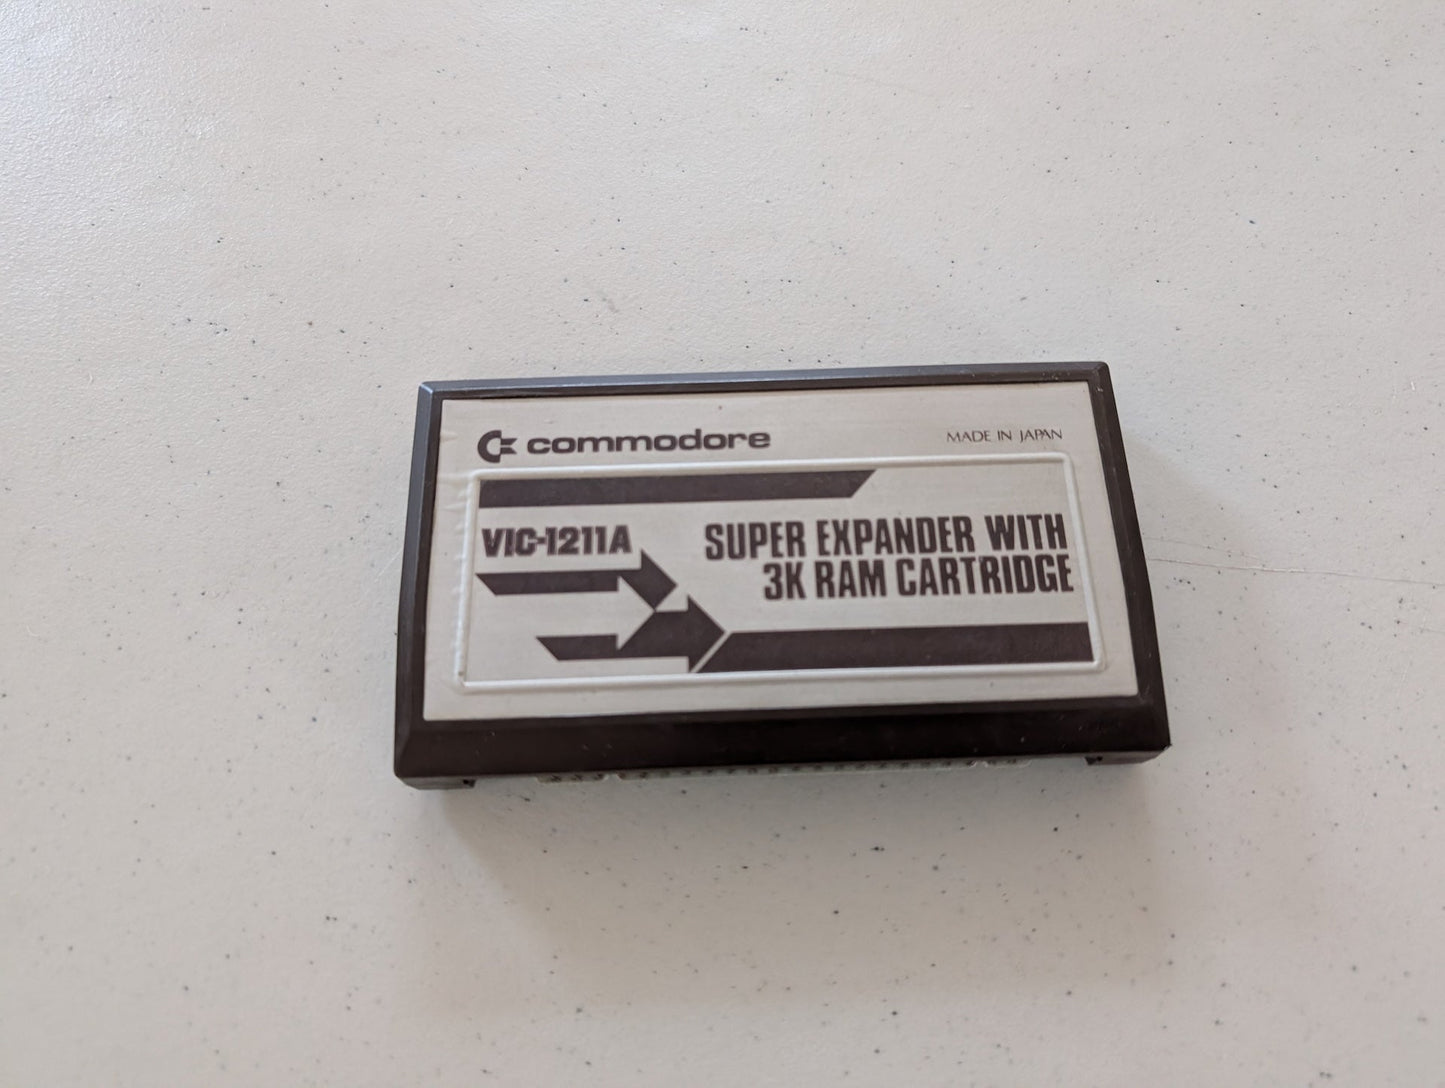 commodore
MADE IN JAPAN
VIC-1211A
SUPER EXPANDER WITH
3K RAM CARTRIDGE